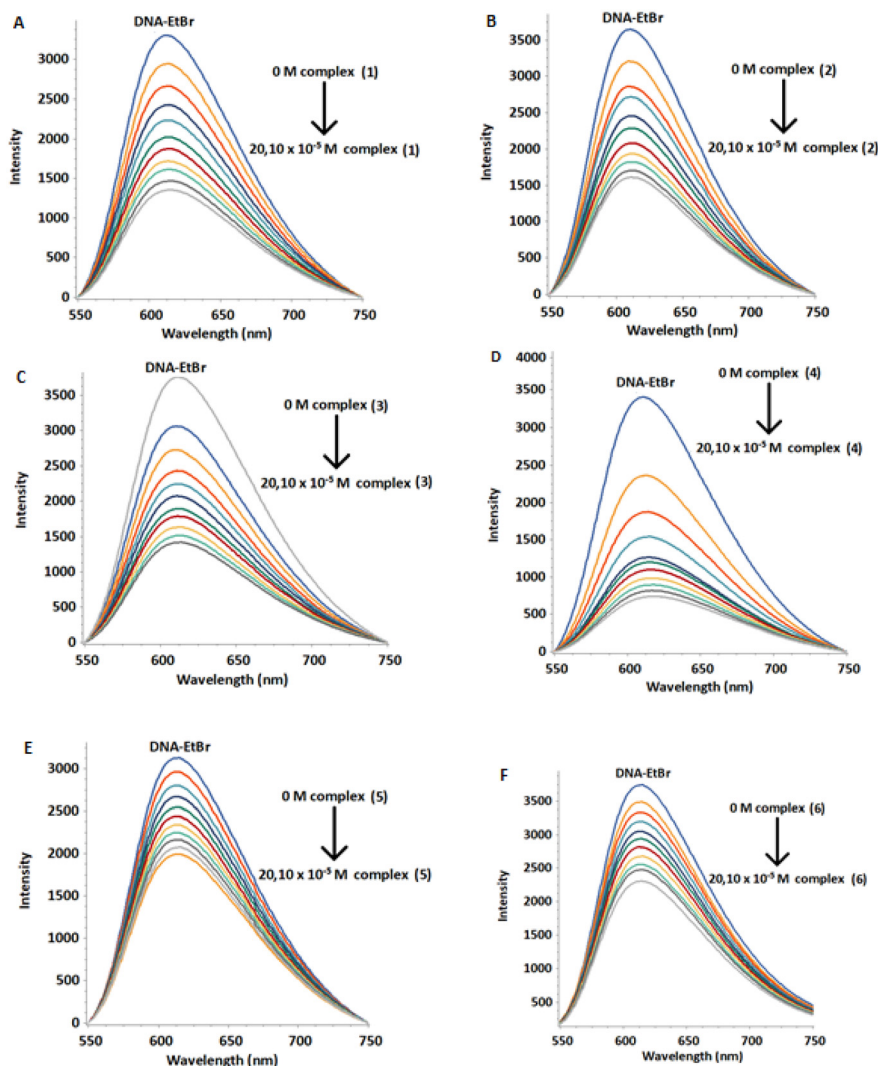 A
DNA-EtBr
0 M complex (1)
20,10 x 10⁻⁵ M complex (1)
Intensity
3000
2500
2000
1500
1000
500
0
550
600
650
700
750
Wavelength (nm)
B
DNA-EtBr
0 M complex (2)
20,10 x 10⁻⁵ M complex (2)
Intensity
3500
3000
2500
2000
1500
1000
500
0
550
600
650
700
750
Wavelength (nm)
C
DNA-EtBr
0 M complex (3)
20,10 x 10⁻⁵ M complex (3)
Intensity
3500
3000
2500
2000
1500
1000
500
0
550
600
650
700
750
Wavelength (nm)
D
DNA-EtBr
0 M complex (4)
20,10 x 10⁻⁵ M complex (4)
Intensity
4000
3500
3000
2500
2000
1500
1000
500
0
550
600
650
700
750
Wavelength (nm)
E
DNA-EtBr
0 M complex (5)
20,10 x 10⁻⁵ M complex (5)
Intensity
3000
2500
2000
1500
1000
500
0
550
600
650
700
750
Wavelength (nm)
F
DNA-EtBr
0 M complex (6)
20,10 x 10⁻⁵ M complex (6)
Intensity
3500
3000
2500
2000
1500
1000
500
550
600
650
700
750
Wavelength (nm)